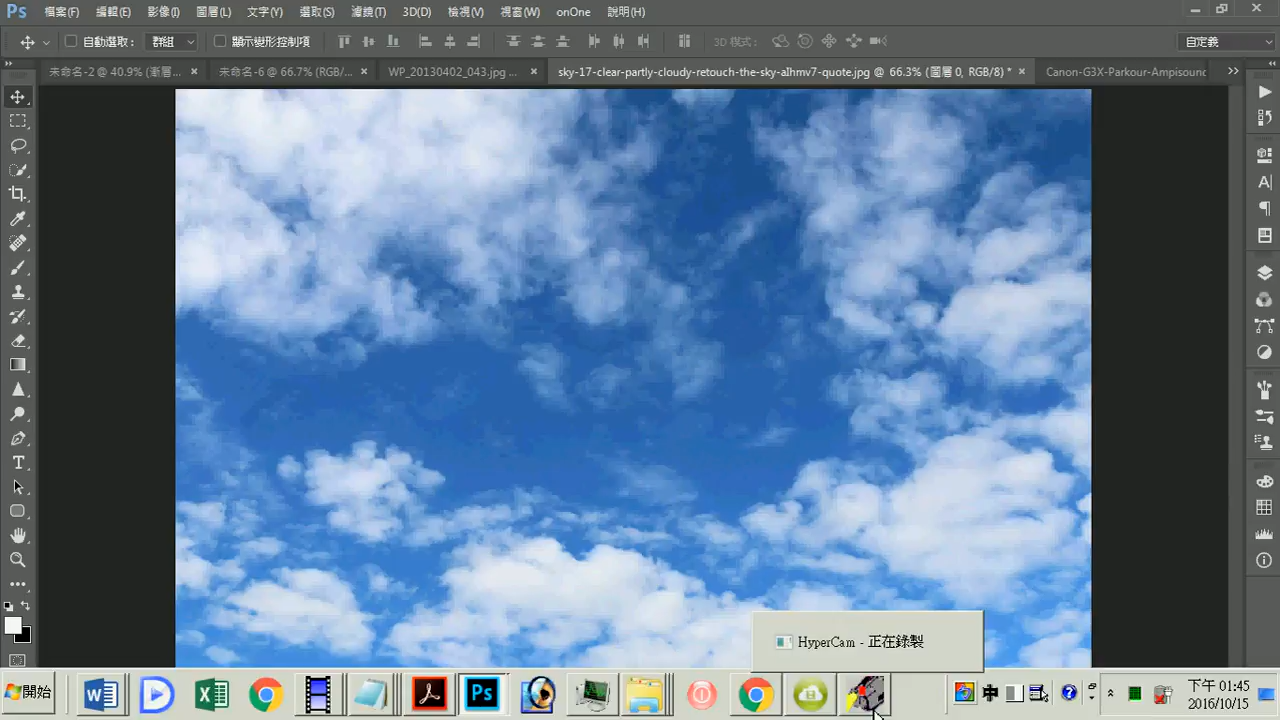 Ps 檔案(F) 編輯(E) 影像(I) 圖層(L) 文字(Y) 選取(S) 濾鏡(T) 3D(D) 檢視(V) 視窗(W) onOne 說明(H)
自動選取： 群組 顯示變形控制項 3D 模式： 自定義
未命名-2 @ 40.9% (漸層... × 未命名-6 @ 66.7% (RGB/... × WP_20130402_043.jpg ... × sky-17-clear-partly-cloudy-retouch-the-sky-aIhmv7-quote.jpg @ 66.3% (圖層 0, RGB/8) * × Canon-G3X-Parkour-Ampisound
HyperCam - 正在錄製
開始 Ps 中 下午 01:45
2016/10/15